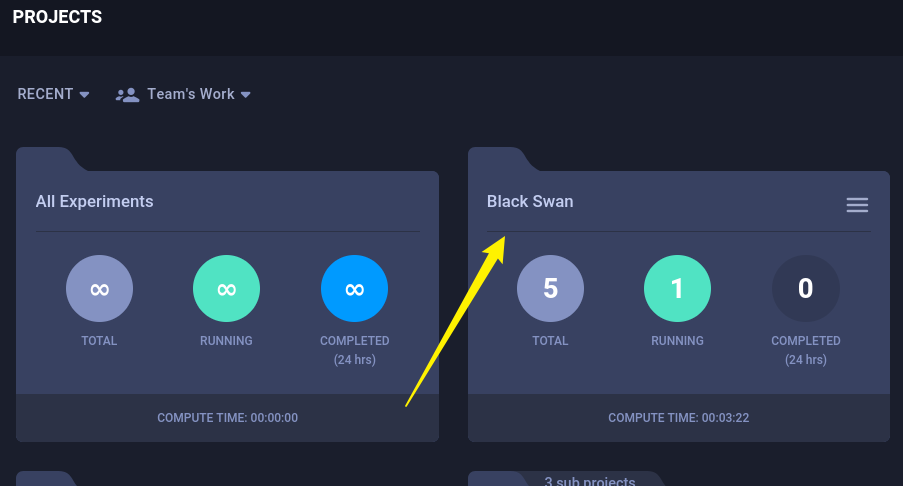 PROJECTS
RECENT Team's Work
All Experiments
∞ ∞ ∞
TOTAL RUNNING COMPLETED
(24 hrs)
COMPUTE TIME: 00:00:00
Black Swan
5 1 0
TOTAL RUNNING COMPLETED
(24 hrs)
COMPUTE TIME: 00:03:22
3 sub projects